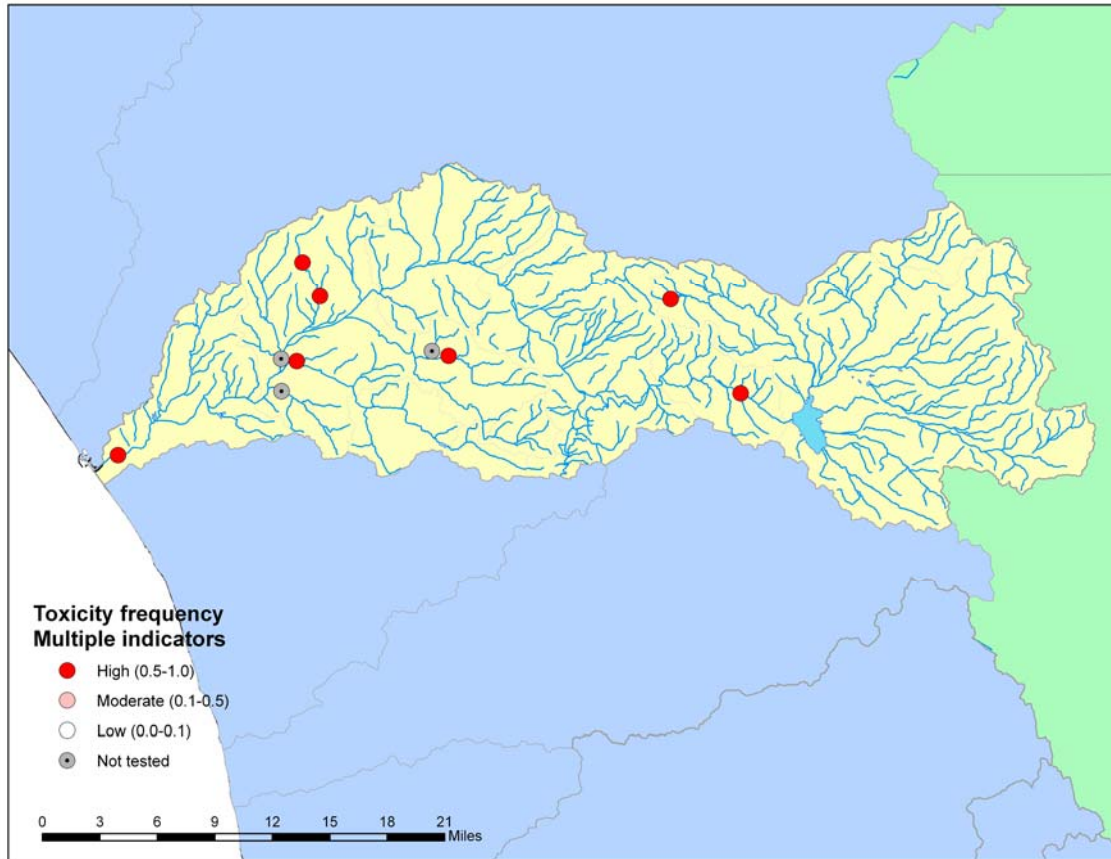 Toxicity frequency
Multiple indicators
High (0.5-1.0)
Moderate (0.1-0.5)
Low (0.0-0.1)
Not tested
0 3 6 9 12 15 18 21
Miles